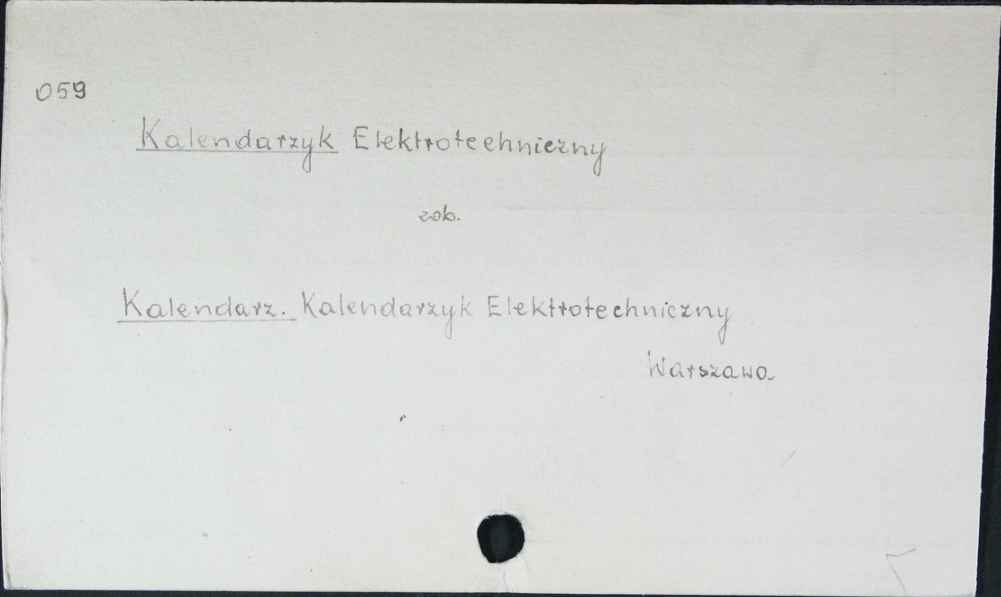 059
Kalendarzyk Elektrotechniczny
zob.
Kalendarz. Kalendarzyk Elektrotechniczny
Warszawa